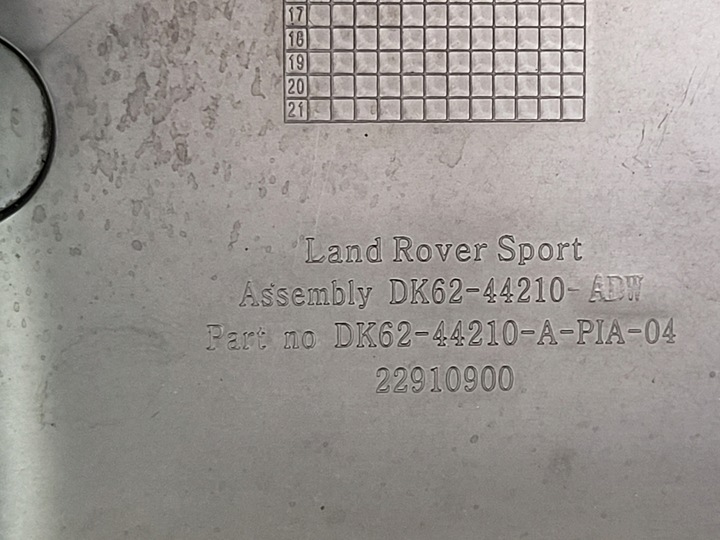 17
18
19
20
21
Land Rover Sport
Assembly DK62-44210-ADW
Part no DK62-44210-A-PIA-04
22910900